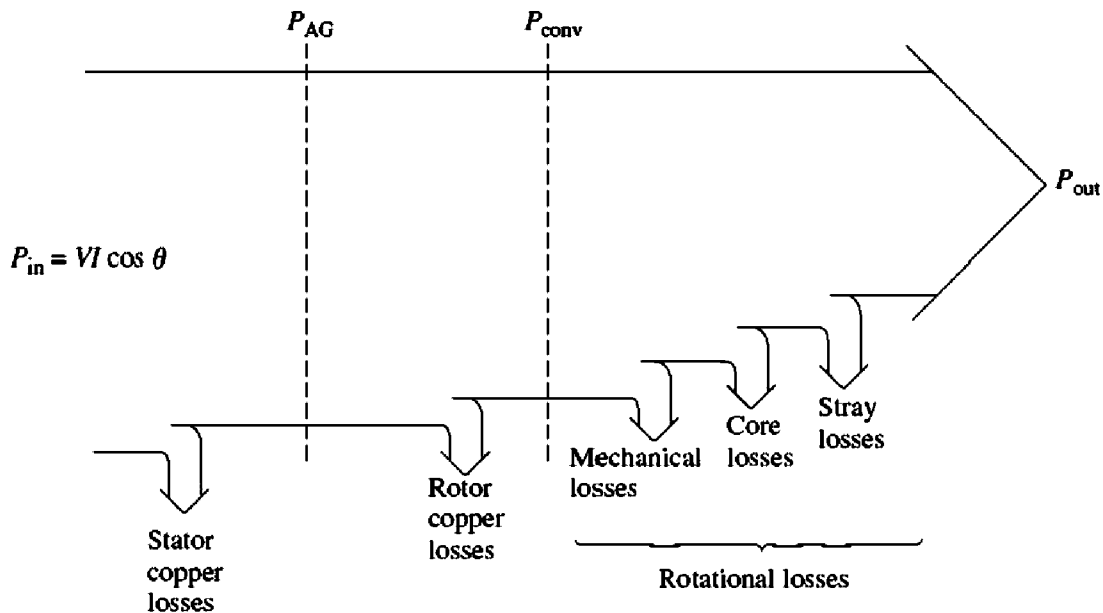 P_AG
P_conv
P_out
P_in = VI cos θ
Stray
losses
Core
losses
Mechanical
losses
Rotor
copper
losses
Stator
copper
losses
Rotational losses